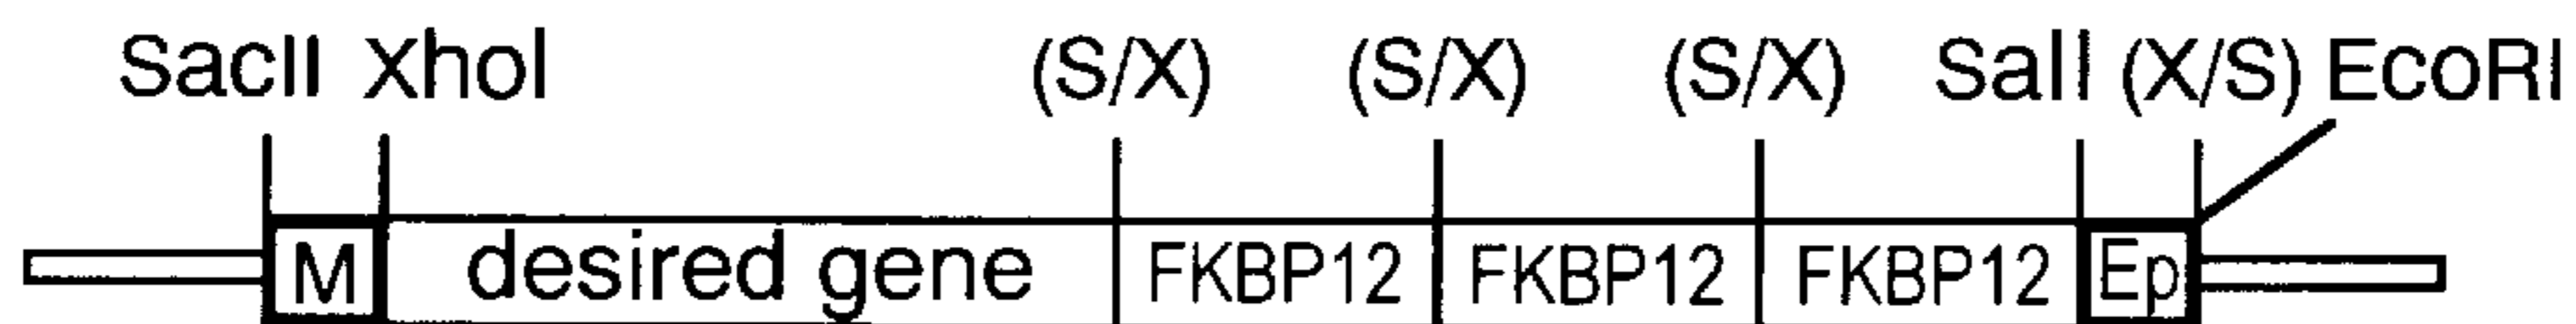 SacII XhoI (S/X) (S/X) (S/X) SalI (X/S) EcoRI
M desired gene FKBP12 FKBP12 FKBP12 Ep